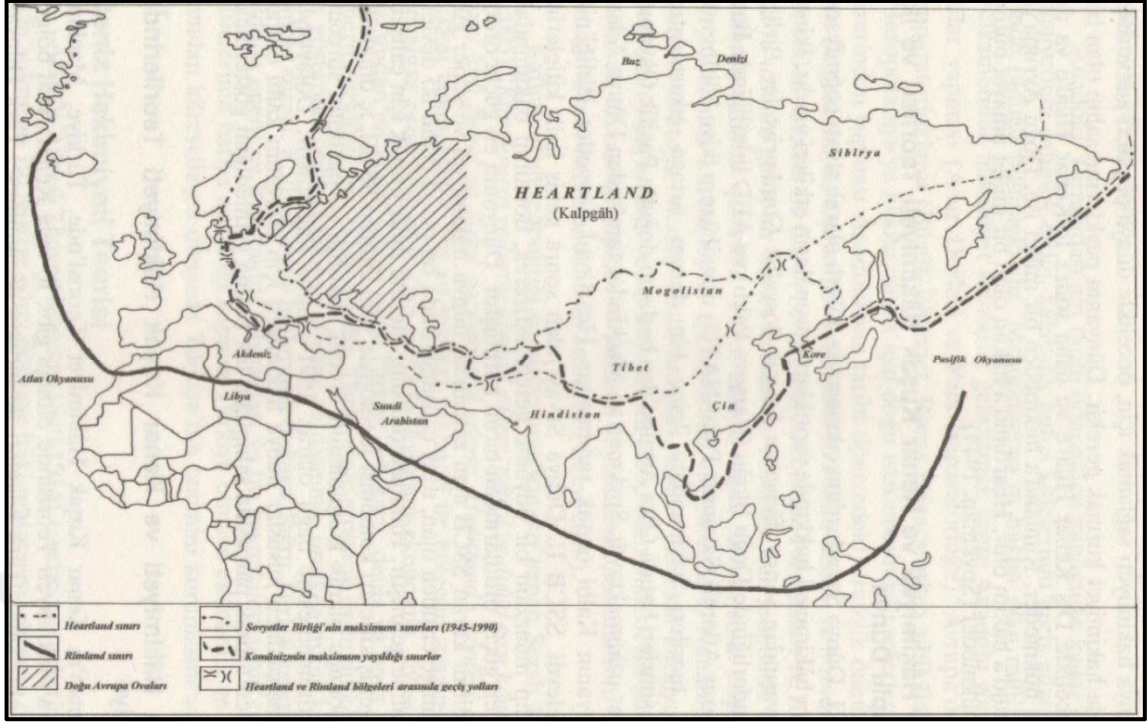 Buz Denizi
Sibirya
HEARTLAND
(Kalpgâh)
Mogolistan
Akdeniz
Tibet
Kore
Pasifik Okyanusu
Atlas Okyanusu
Libya
Suudi
Arabistan
Hindistan
Çin
Heartland sınırı
Rimland sınırı
Doğu Avrupa Ovaları
Sovyetler Birliği'nin maksimum sınırları (1945-1990)
Komünizmin maksimum yayıldığı sınırlar
Heartland ve Rimland bölgeleri arasında geçiş yolları